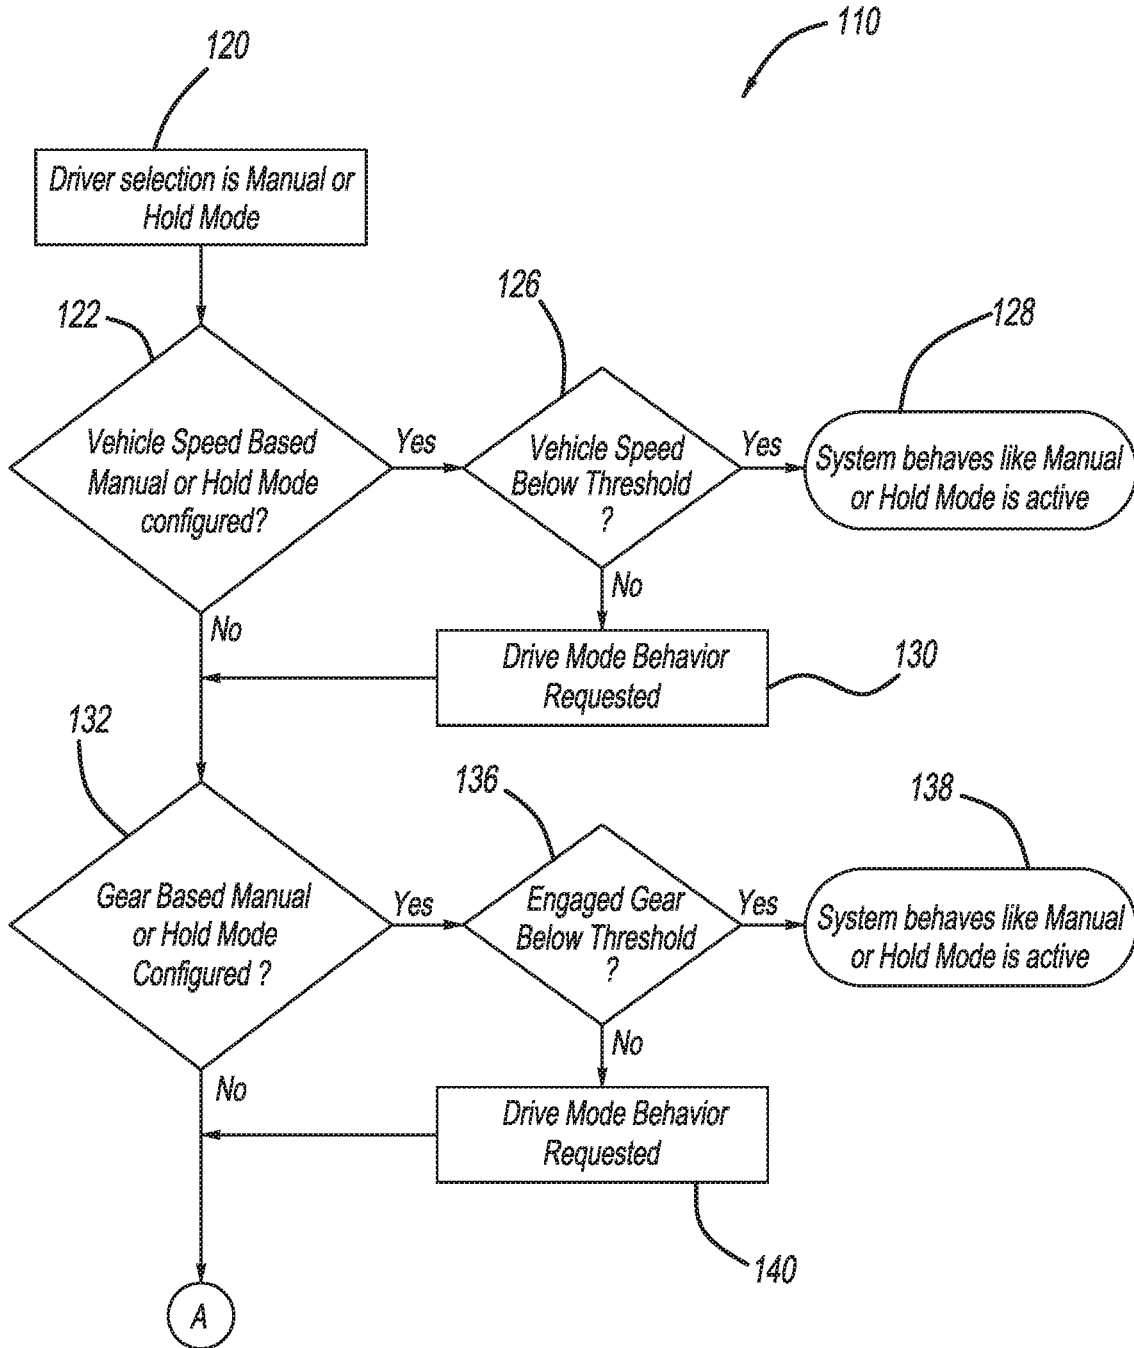 110
120
Driver selection is Manual or
Hold Mode
122
Vehicle Speed Based
Manual or Hold Mode
configured?
Yes
126
Vehicle Speed
Below Threshold
?
Yes
128
System behaves like Manual
or Hold Mode is active
No
No
Drive Mode Behavior
Requested
130
132
Gear Based Manual
or Hold Mode
Configured ?
Yes
136
Engaged Gear
Below Threshold
?
Yes
138
System behaves like Manual
or Hold Mode is active
No
No
Drive Mode Behavior
Requested
140
A